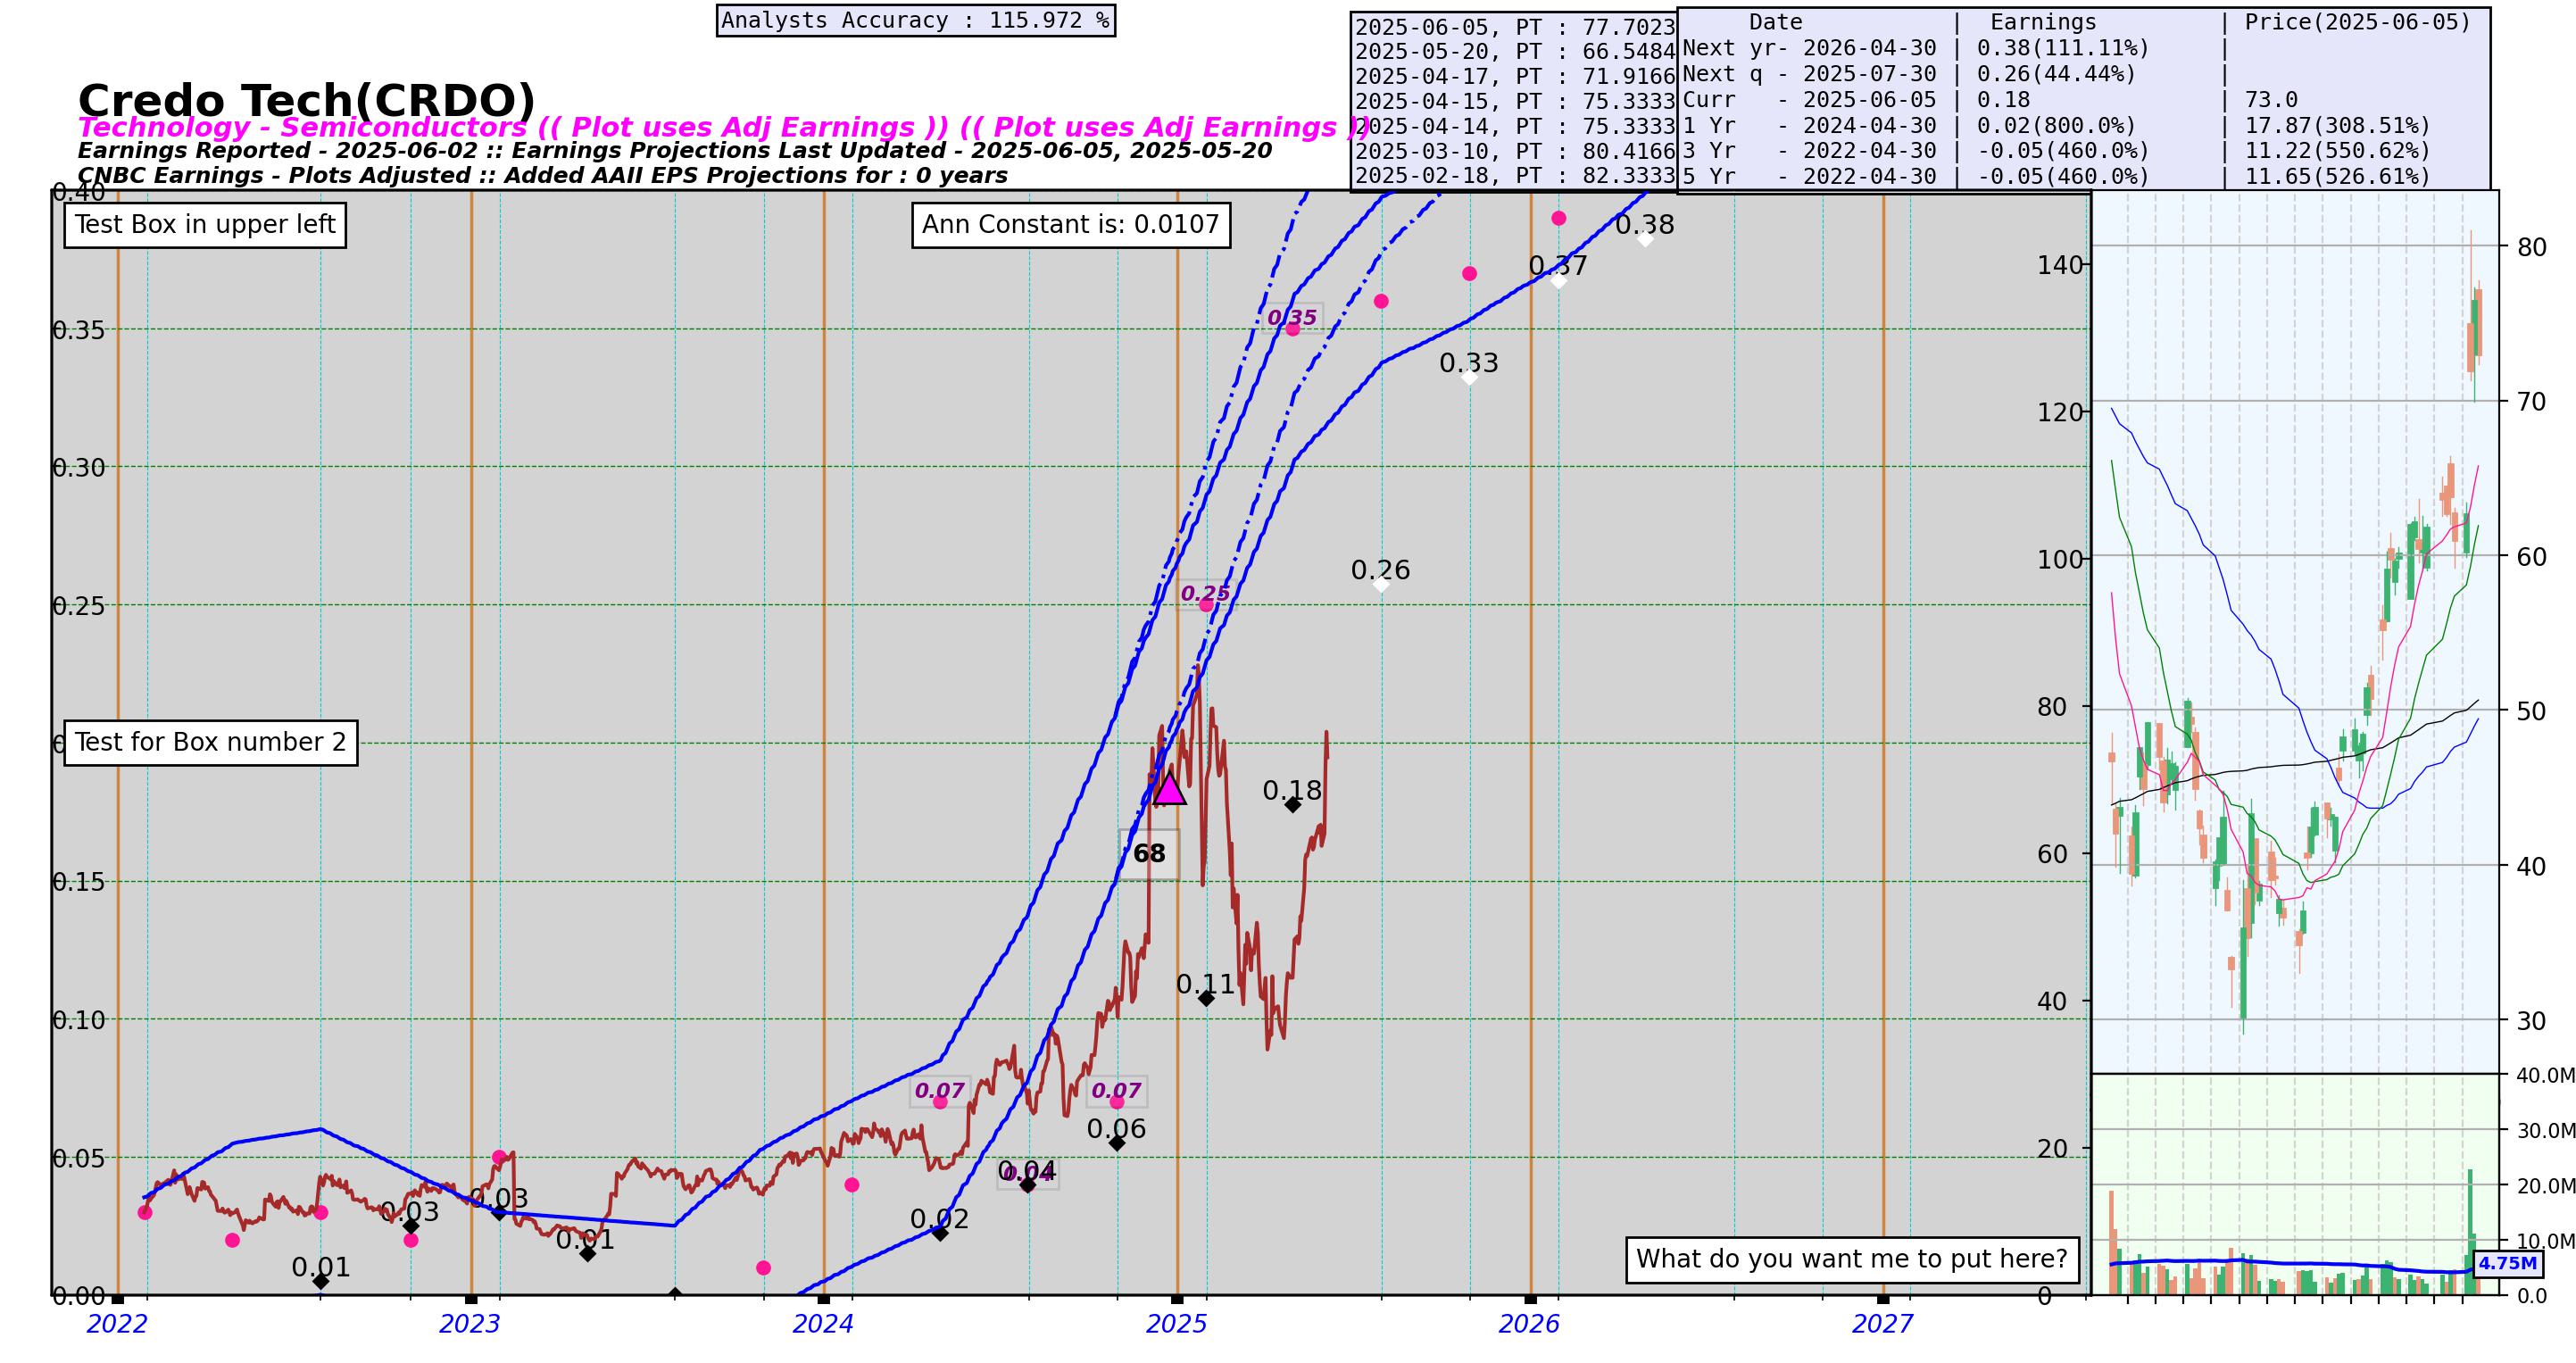 Analysts Accuracy : 115.972 %
2025-06-05, PT : 77.7023
2025-05-20, PT : 66.5484
2025-04-17, PT : 71.9166
2025-04-15, PT : 75.3333
2025-04-14, PT : 75.3333
2025-03-10, PT : 80.4166
2025-02-18, PT : 82.3333
Date | Earnings | Price(2025-06-05)
Next yr- 2026-04-30 | 0.38(111.11%) |
Next q - 2025-07-30 | 0.26(44.44%) |
Curr - 2025-06-05 | 0.18 | 73.0
1 Yr - 2024-04-30 | 0.02(800.0%) | 17.87(308.51%)
3 Yr - 2022-04-30 | -0.05(460.0%) | 11.22(550.62%)
5 Yr - 2022-04-30 | -0.05(460.0%) | 11.65(526.61%)
Credo Tech(CRDO)
Technology - Semiconductors (( Plot uses Adj Earnings )) (( Plot uses Adj Earnings ))
Earnings Reported - 2025-06-02 :: Earnings Projections Last Updated - 2025-06-05, 2025-05-20
CNBC Earnings - Plots Adjusted :: Added AAII EPS Projections for : 0 years
0.40
Test Box in upper left
Ann Constant is: 0.0107
0.38
0.37
0.35
0.35
0.33
0.30
0.26
0.25
0.25
Test for Box number 2
0.18
68
0.15
0.11
0.10
0.07
0.07
0.06
0.04
0.05
0.03
0.03
0.02
0.01
0.01
What do you want me to put here?
0.00
140
120
100
80
60
40
20
0
80
70
60
50
40
30
40.0M
30.0M
20.0M
10.0M
4.75M
0.0
2022
2023
2024
2025
2026
2027